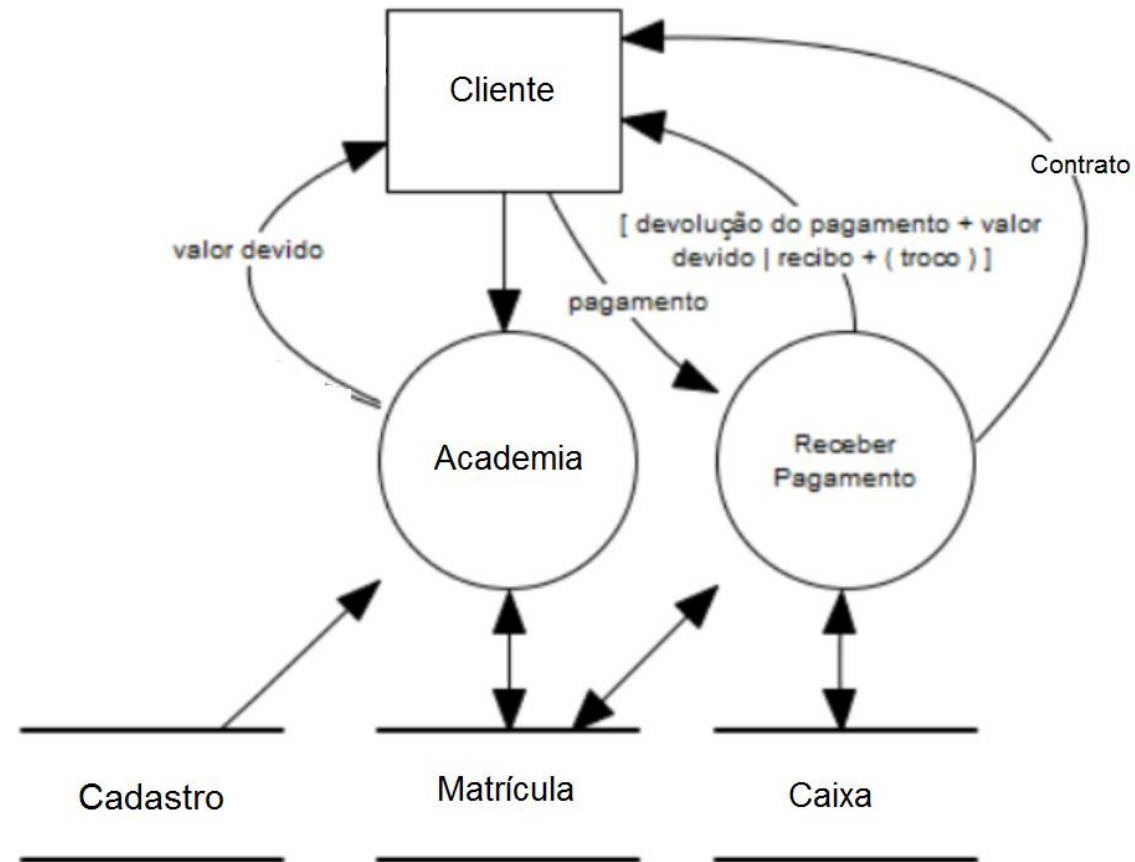 Cliente
Contrato
valor devido
[ devolução do pagamento + valor
devido | recibo + ( troco ) ]
pagamento
Academia
Receber
Pagamento
Cadastro
Matrícula
Caixa